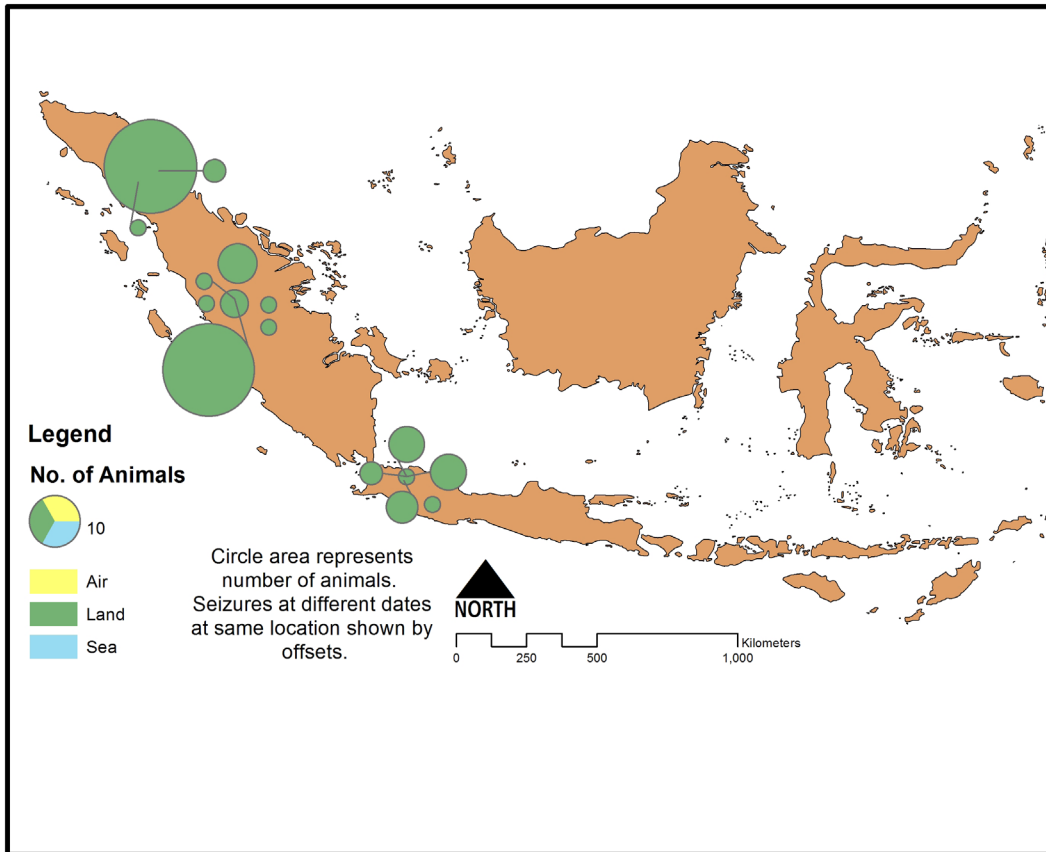 Legend
No. of Animals
10
Air
Land
Sea
Circle area represents
number of animals.
Seizures at different dates
at same location shown by
offsets.
NORTH
Kilometers
0 250 500 1,000